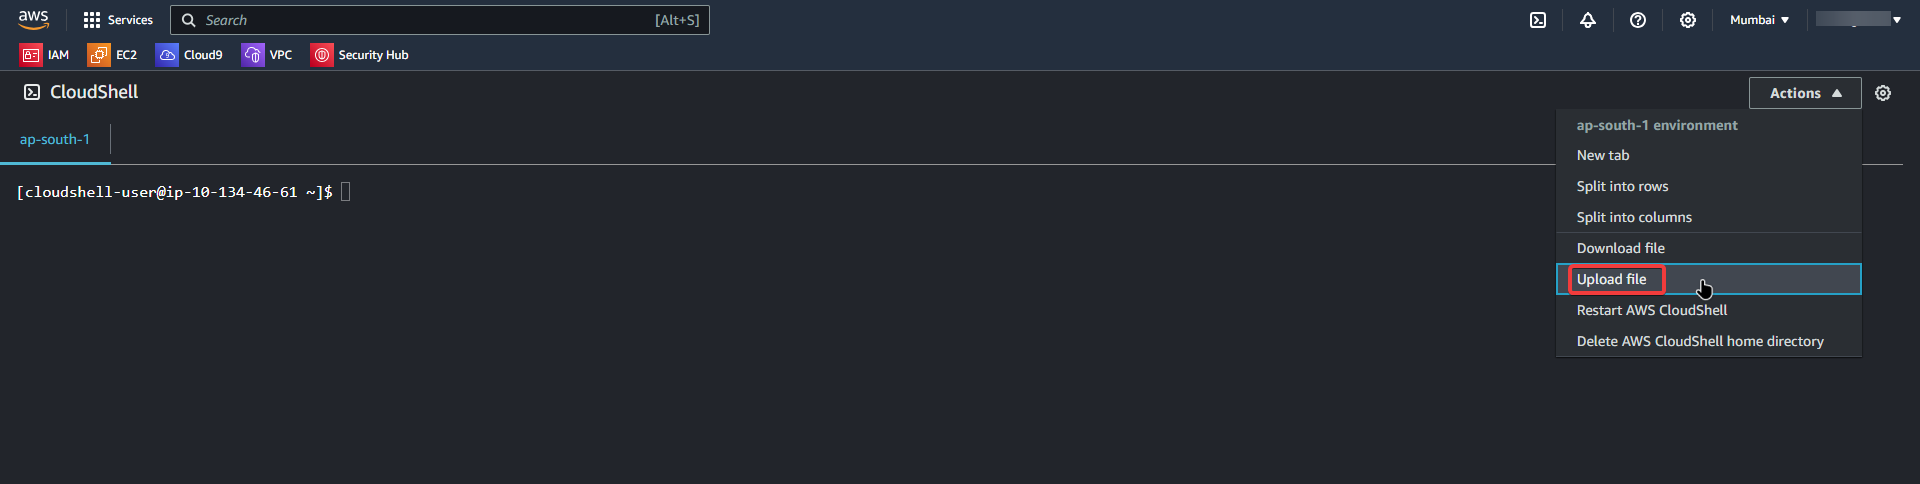 aws Services Search [Alt+S] Mumbai
IAM EC2 Cloud9 VPC Security Hub
CloudShell Actions
ap-south-1
[cloudshell-user@ip-10-134-46-61 ~]$
ap-south-1 environment
New tab
Split into rows
Split into columns
Download file
Upload file
Restart AWS CloudShell
Delete AWS CloudShell home directory